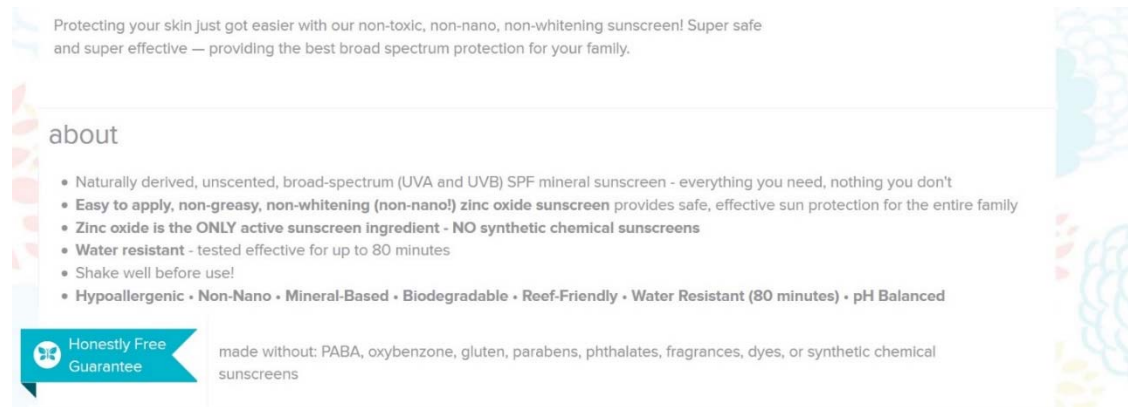 Protecting your skin just got easier with our non-toxic, non-nano, non-whitening sunscreen! Super safe
and super effective — providing the best broad spectrum protection for your family.
about
• Naturally derived, unscented, broad-spectrum (UVA and UVB) SPF mineral sunscreen - everything you need, nothing you don't
• Easy to apply, non-greasy, non-whitening (non-nano!) zinc oxide sunscreen provides safe, effective sun protection for the entire family
• Zinc oxide is the ONLY active sunscreen ingredient - NO synthetic chemical sunscreens
• Water resistant - tested effective for up to 80 minutes
• Shake well before use!
• Hypoallergenic • Non-Nano • Mineral-Based • Biodegradable • Reef-Friendly • Water Resistant (80 minutes) • pH Balanced
Honestly Free
Guarantee
made without: PABA, oxybenzone, gluten, parabens, phthalates, fragrances, dyes, or synthetic chemical
sunscreens